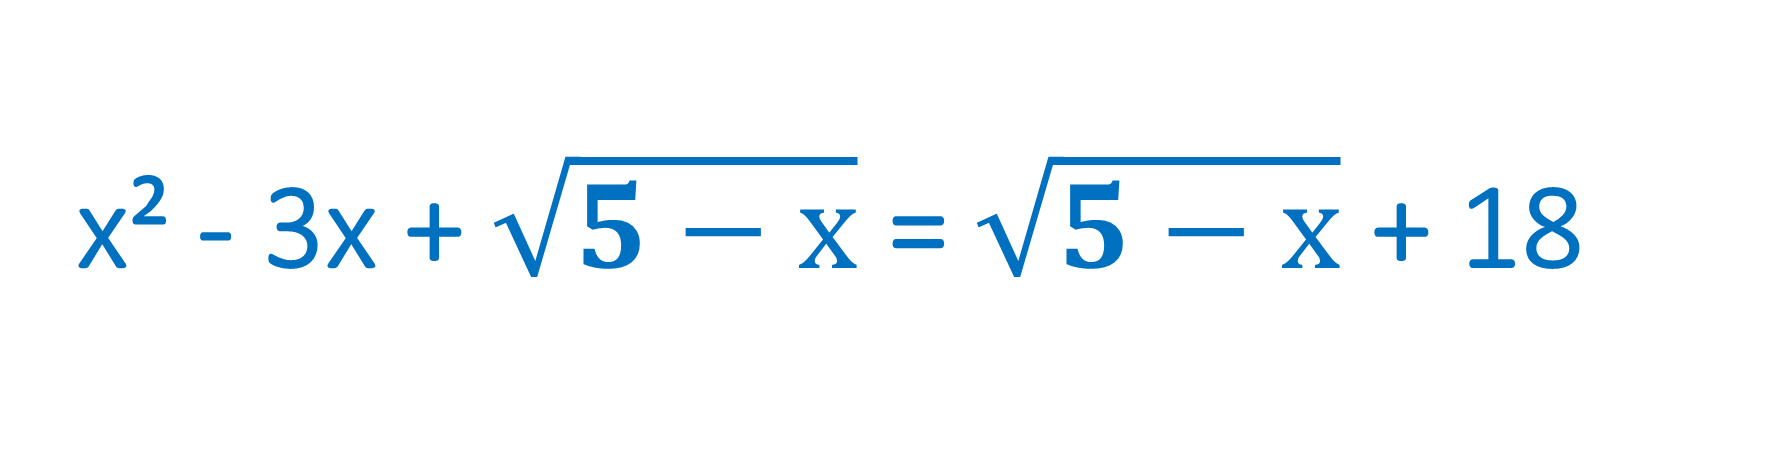 x² - 3x + √(5 − x) = √(5 − x) + 18